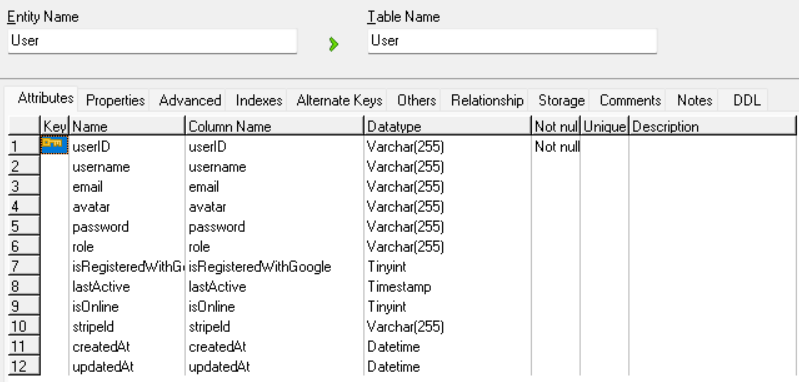 Entity Name Table Name
User User
Attributes Properties Advanced Indexes Alternate Keys Others Relationship Storage Comments Notes DDL
Key Name Column Name Datatype Not nul Unique Description
1 userID userID Varchar(255) Not null
2 username username Varchar(255)
3 email email Varchar(255)
4 avatar avatar Varchar(255)
5 password password Varchar(255)
6 role role Varchar(255)
7 isRegisteredWithG isRegisteredWithGoogle Tinyint
8 lastActive lastActive Timestamp
9 isOnline isOnline Tinyint
10 stripeId stripeId Varchar(255)
11 createdAt createdAt Datetime
12 updatedAt updatedAt Datetime